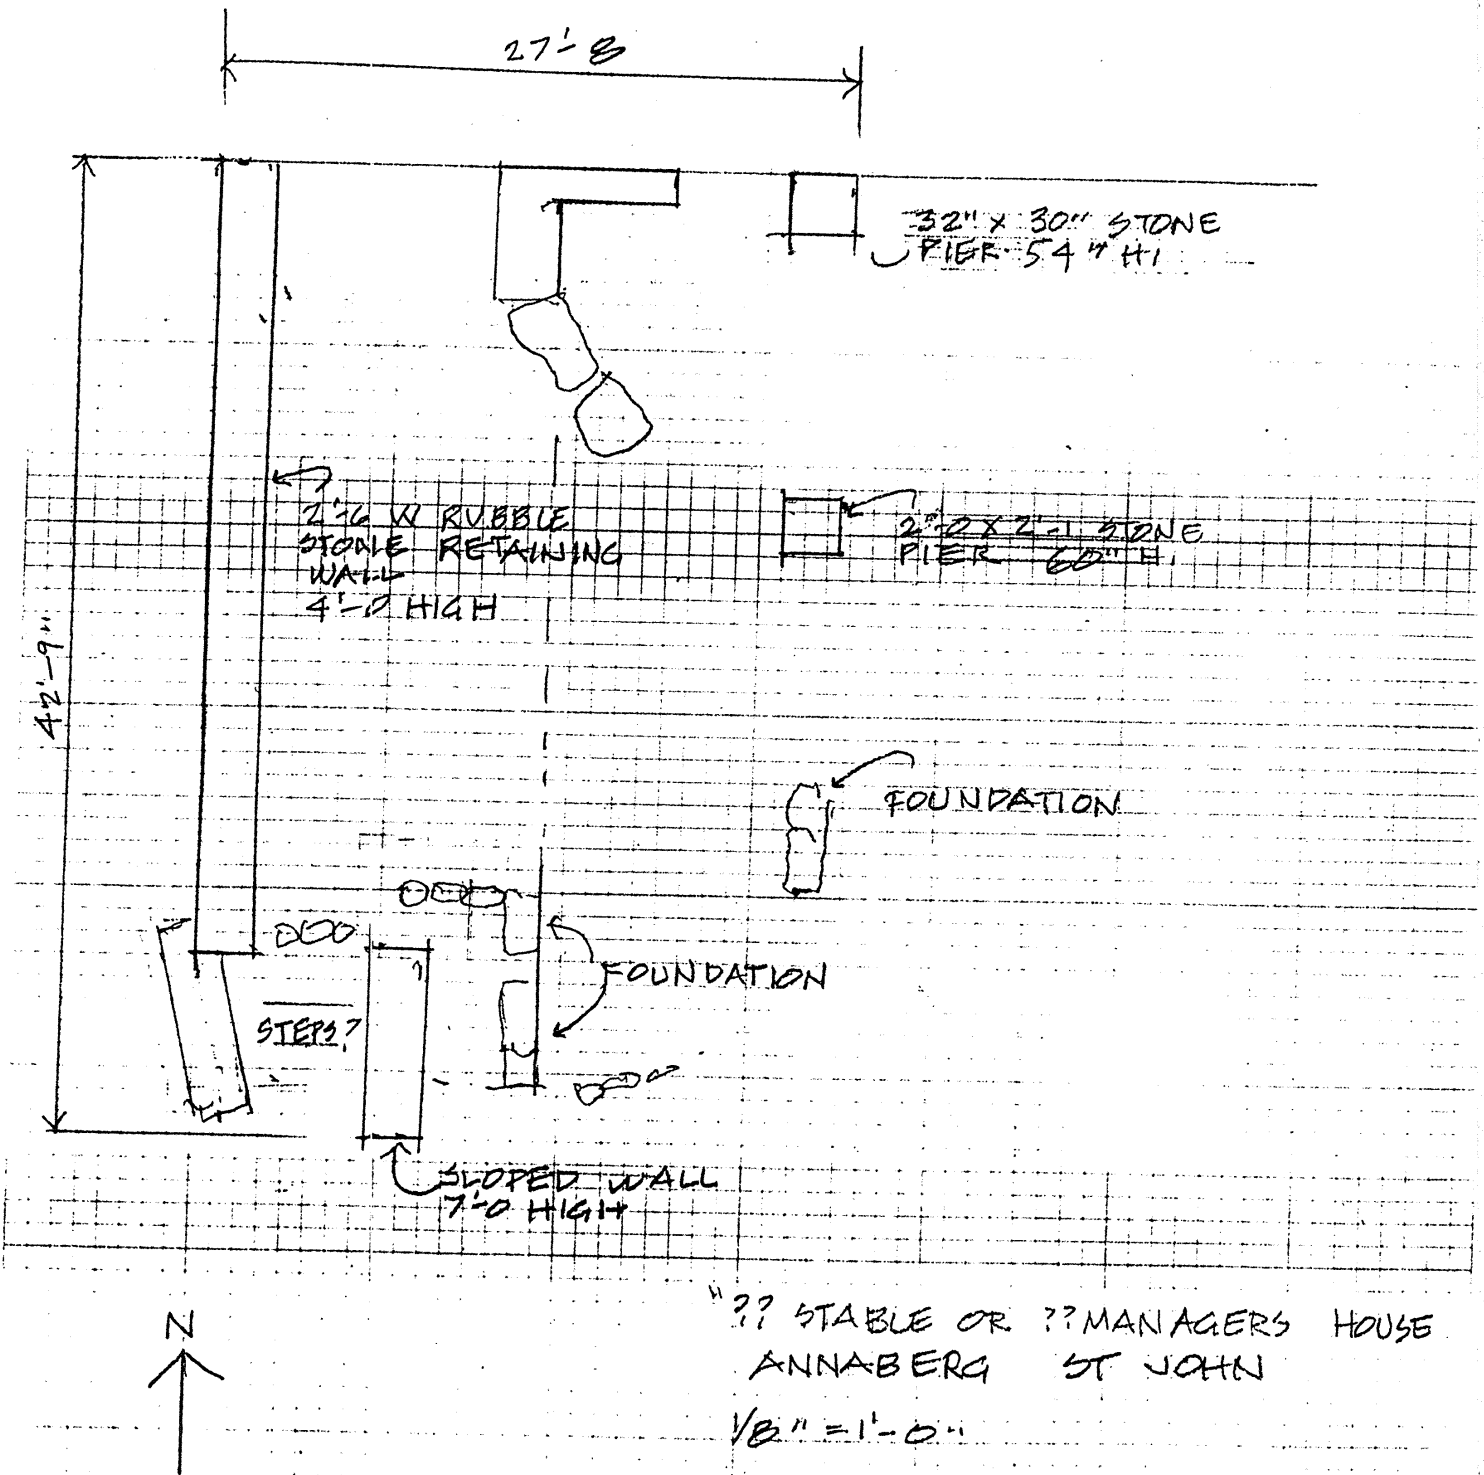 27'-8
32" x 30" STONE
PIER 54" HI
2'-6 W RUBBLE
STONE RETAINING
WALL
4'-0 HIGH
2'-0 X 2'-1 STONE
PIER 60" H.
42'-9"
FOUNDATION
FOUNDATION
STEPS?
SLOPED WALL
7'-0 HIGH
N
"?? STABLE OR ??MANAGERS HOUSE
ANNABERG ST JOHN
1/8" = 1'-0"